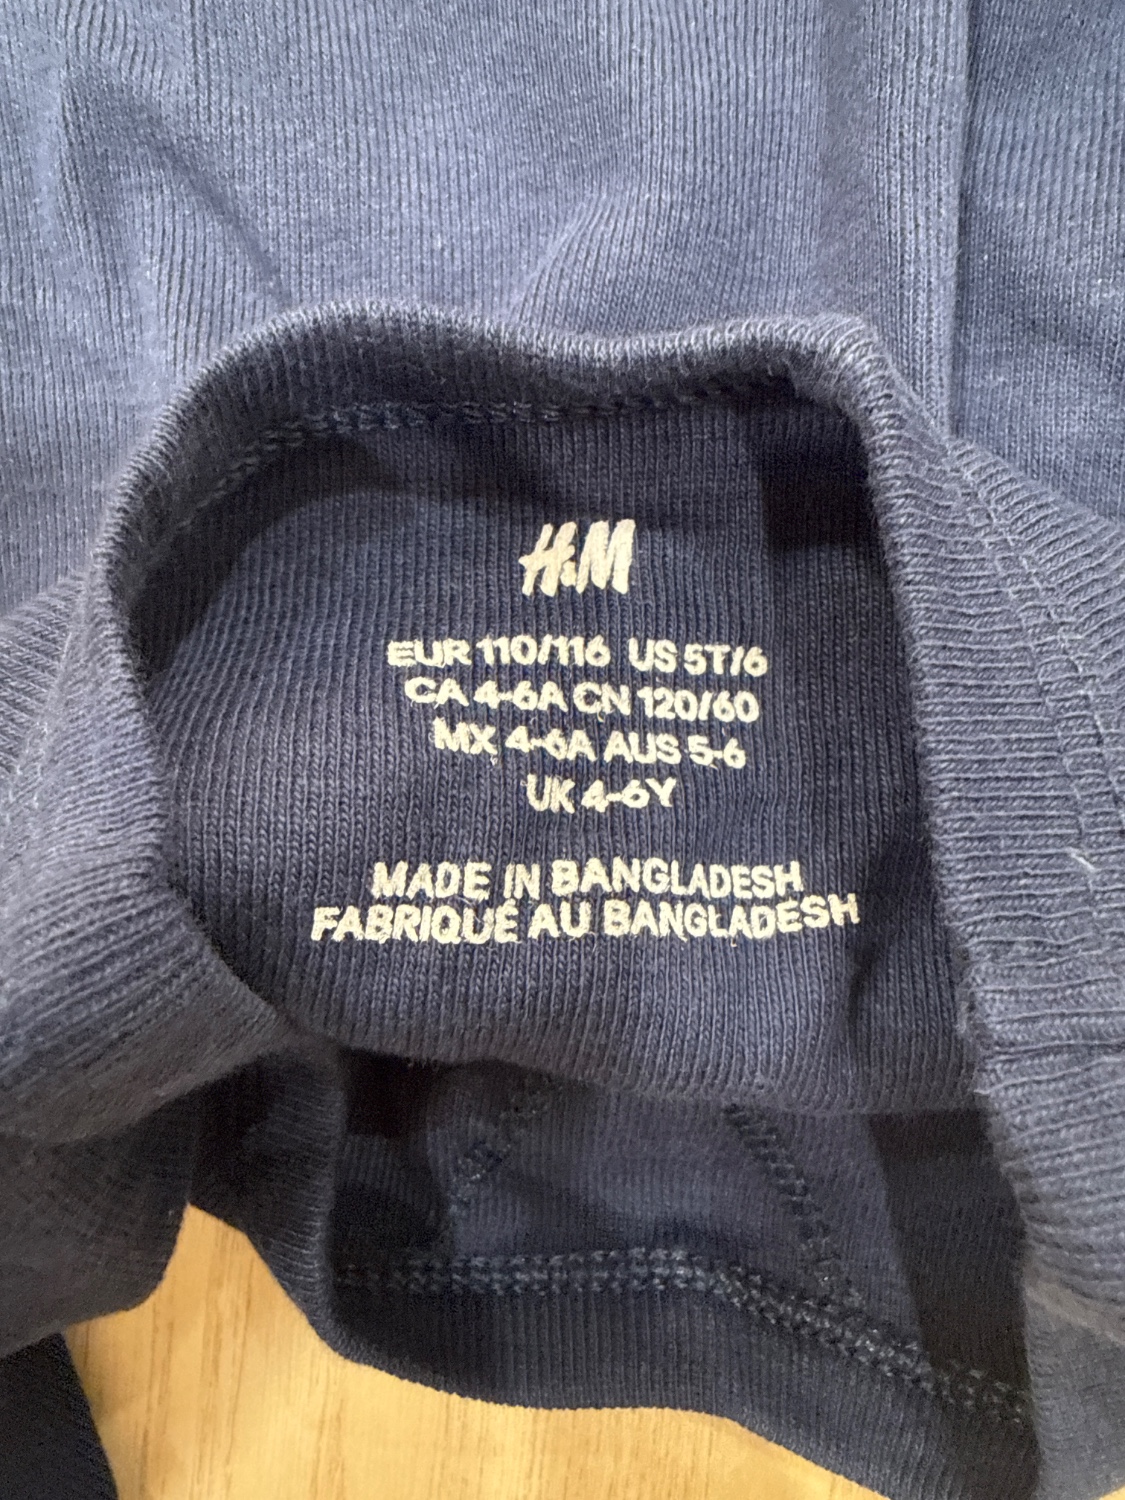 H&M
EUR 110/116 US 5T/6
CA 4-6A CN 120/60
MX 4-6A AUS 5-6
UK 4-6Y
MADE IN BANGLADESH
FABRIQUÉ AU BANGLADESH